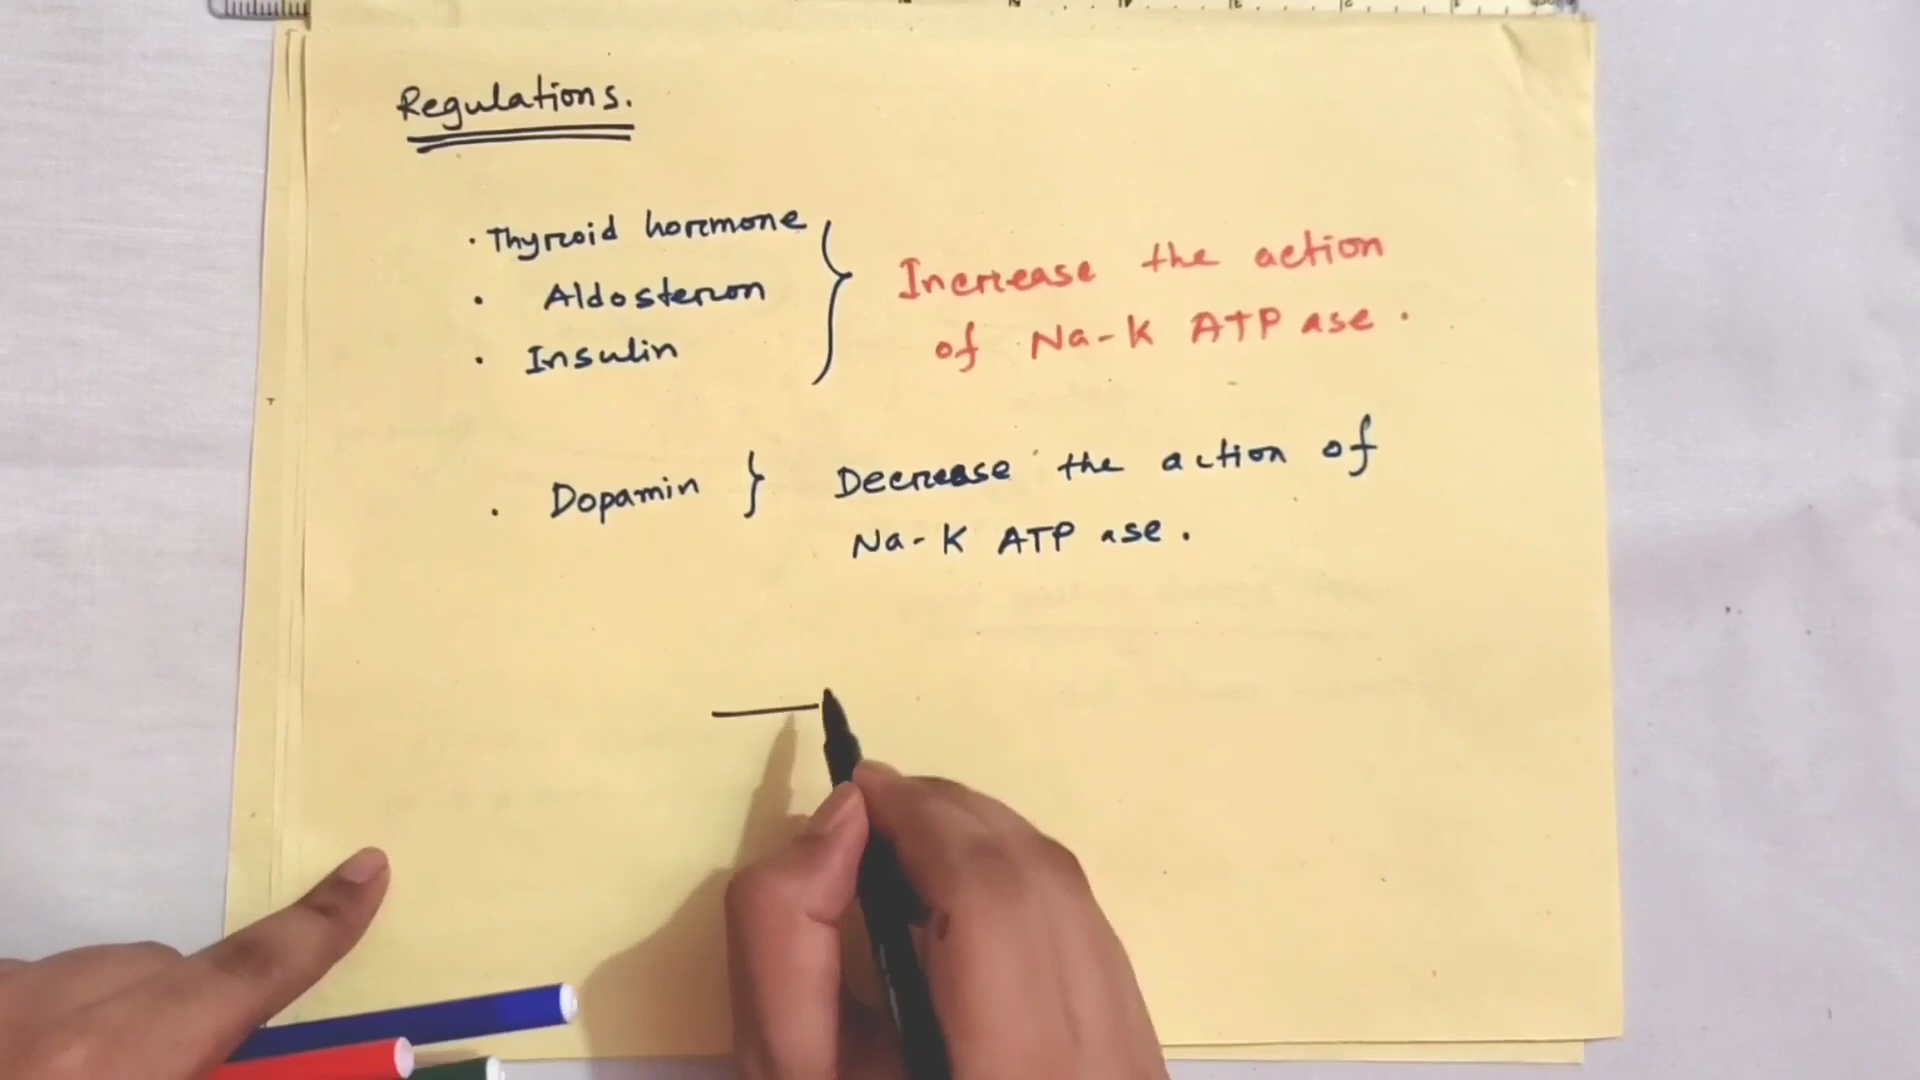 Regulations.
· Thyroid hormone
· Aldosteron
· Insulin
Increase the action
of Na-K ATP ase.
· Dopamin } Decrease the action of
Na-K ATP ase.